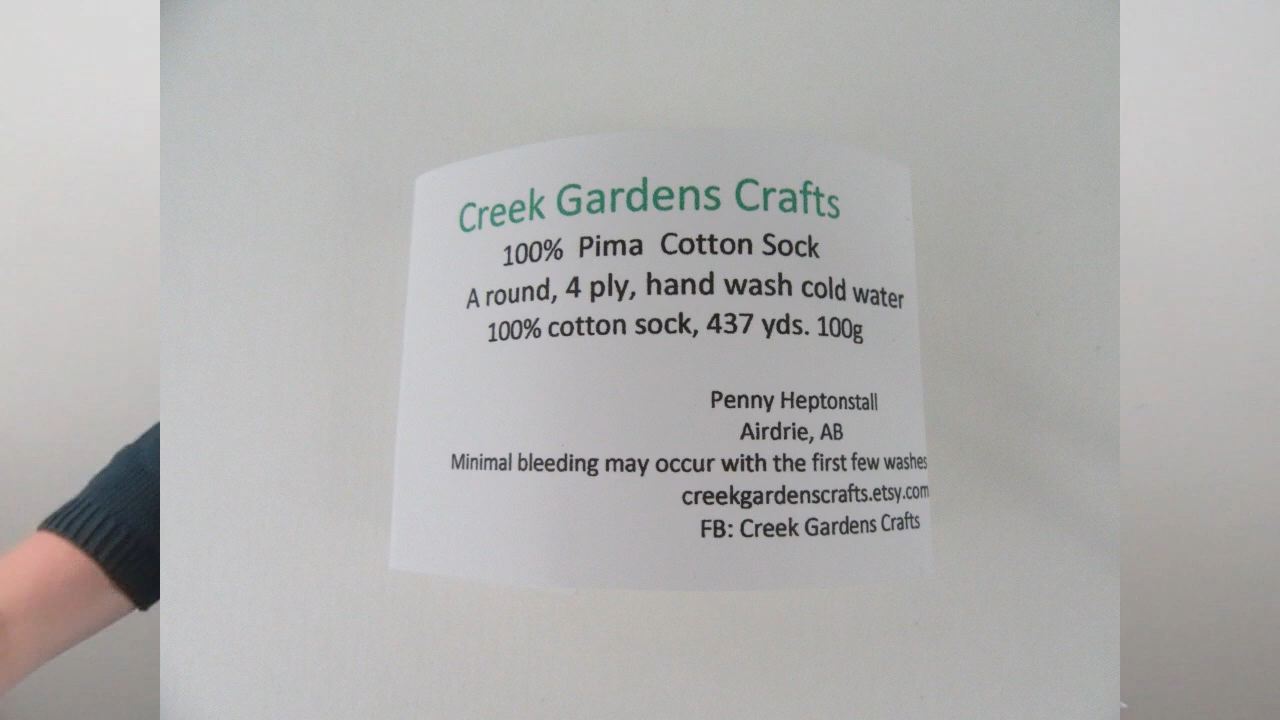 Creek Gardens Crafts
100% Pima Cotton Sock
A round, 4 ply, hand wash cold water
100% cotton sock, 437 yds. 100g
Penny Heptonstall
Airdrie, AB
Minimal bleeding may occur with the first few washes
creekgardenscrafts.etsy.com
FB: Creek Gardens Crafts